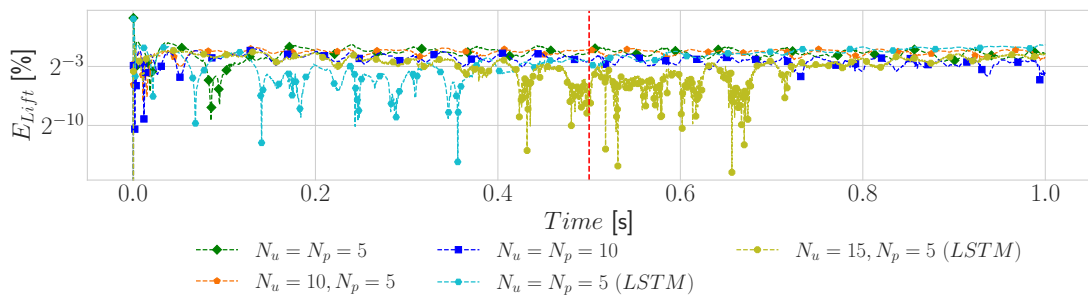 E_{Lift} [%]
2^{-3}
2^{-10}
0.0 0.2 0.4 0.6 0.8 1.0
Time [s]
N_u = N_p = 5 N_u = N_p = 10 N_u = 15, N_p = 5 (LSTM)
N_u = 10, N_p = 5 N_u = N_p = 5 (LSTM)